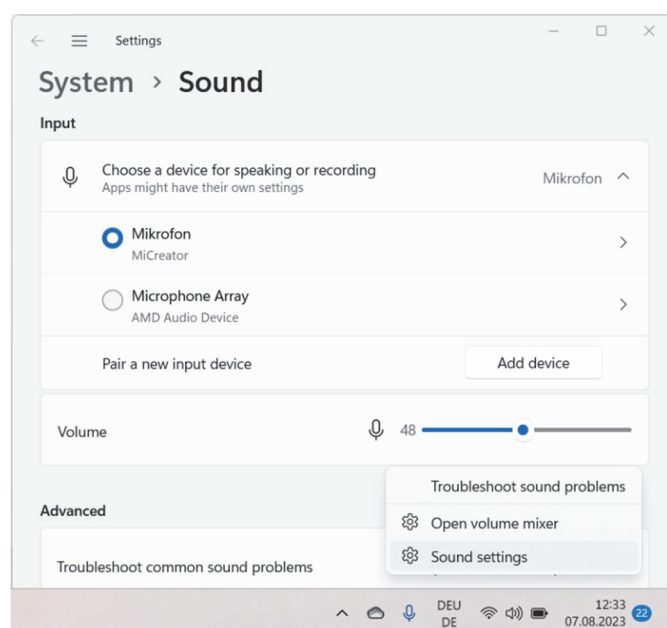 Settings
System > Sound
Input
Choose a device for speaking or recording
Apps might have their own settings
Mikrofon
Mikrofon
MiCreator
Microphone Array
AMD Audio Device
Pair a new input device
Add device
Volume
48
Troubleshoot sound problems
Advanced
Open volume mixer
Sound settings
Troubleshoot common sound problems
DEU
DE
12:33
07.08.2023
22